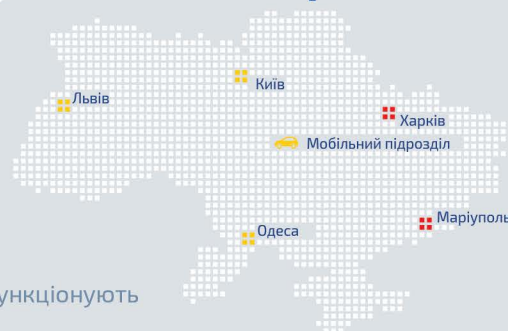 Київ
Львів
Харків
Мобільний підрозділ
Маріуполь
Одеса
ункціонують